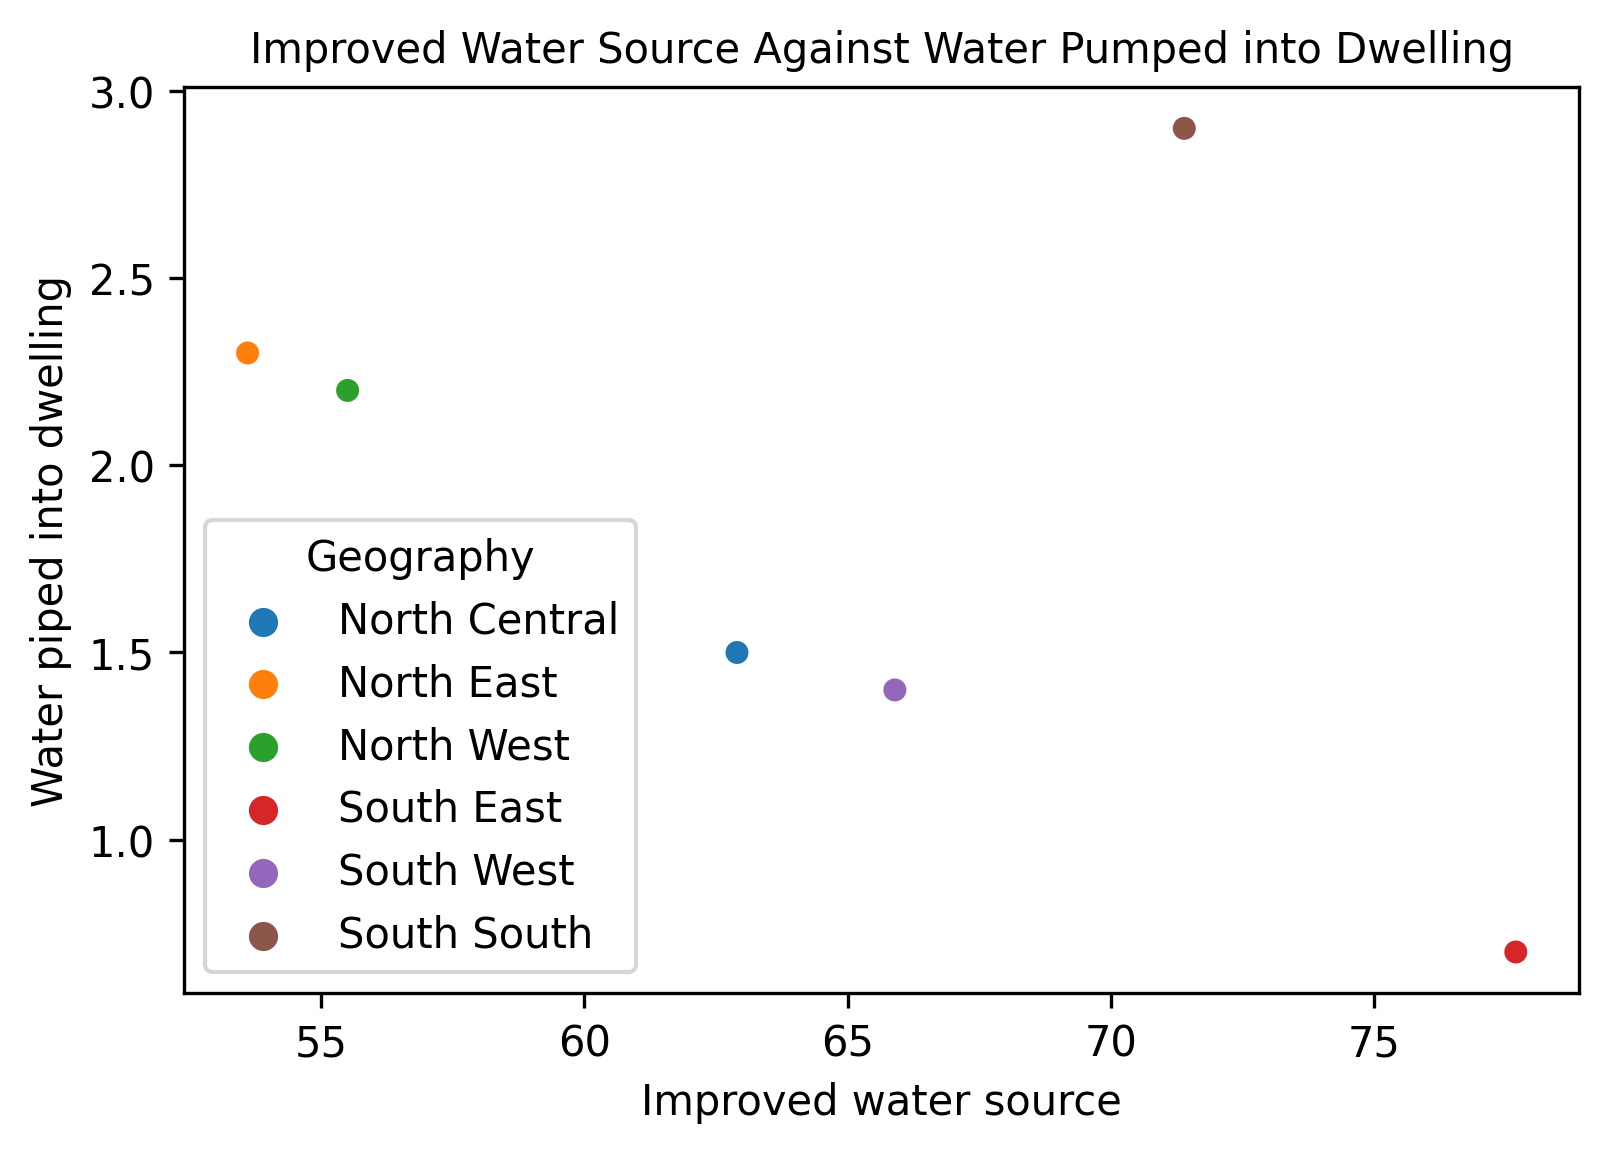 Improved Water Source Against Water Pumped into Dwelling
3.0
2.5
2.0
1.5
1.0
Water piped into dwelling
Geography
North Central
North East
North West
South East
South West
South South
55 60 65 70 75
Improved water source